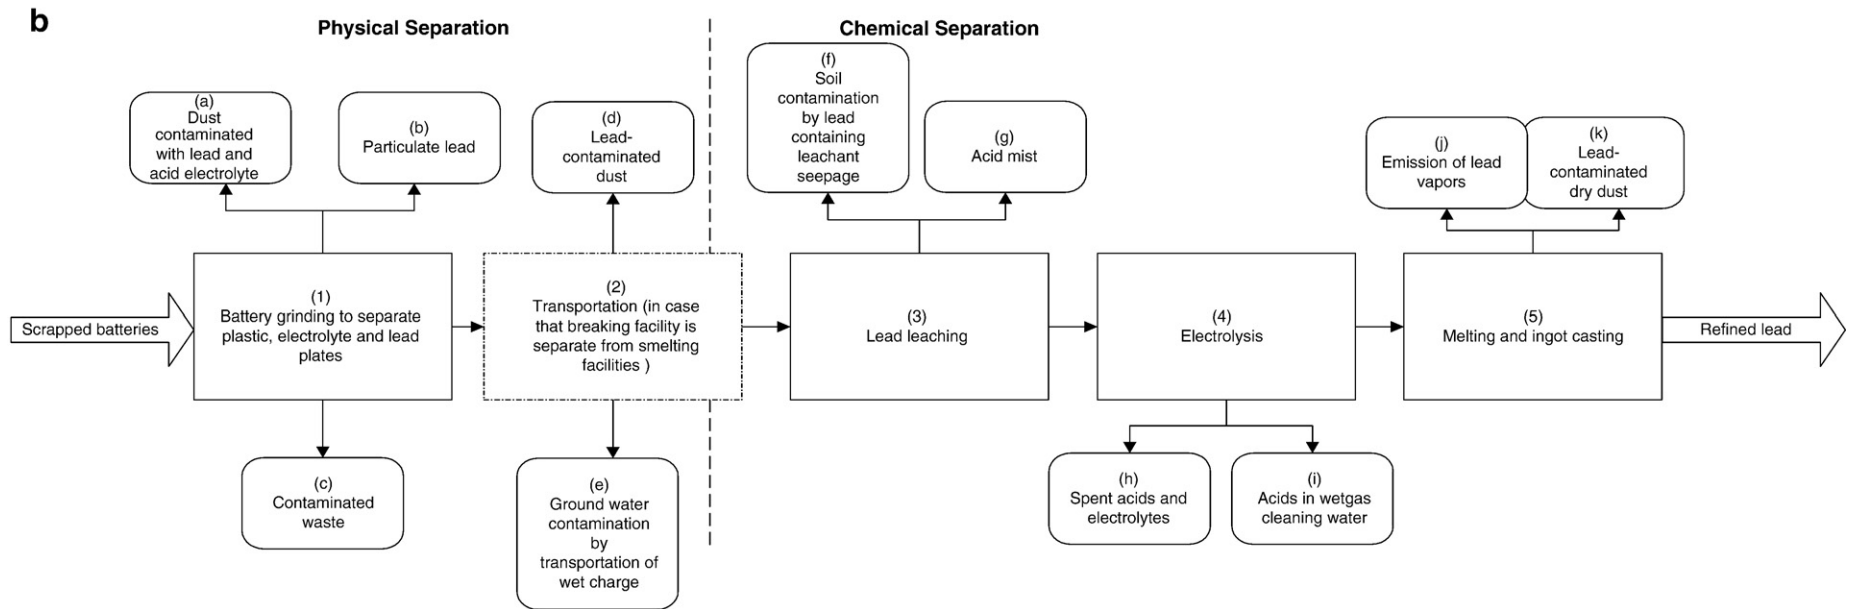 b
Physical Separation
Chemical Separation
(a)
Dust
contaminated
with lead and
acid electrolyte
(b)
Particulate lead
(d)
Lead-
contaminated
dust
(f)
Soil
contamination
by lead
containing
leachant
seepage
(g)
Acid mist
(j)
Emission of lead
vapors
(k)
Lead-
contaminated
dry dust
Scrapped batteries
(1)
Battery grinding to separate
plastic, electrolyte and lead
plates
(2)
Transportation (in case
that breaking facility is
separate from smelting
facilities )
(3)
Lead leaching
(4)
Electrolysis
(5)
Melting and ingot casting
Refined lead
(c)
Contaminated
waste
(e)
Ground water
contamination
by
transportation of
wet charge
(h)
Spent acids and
electrolytes
(i)
Acids in wetgas
cleaning water